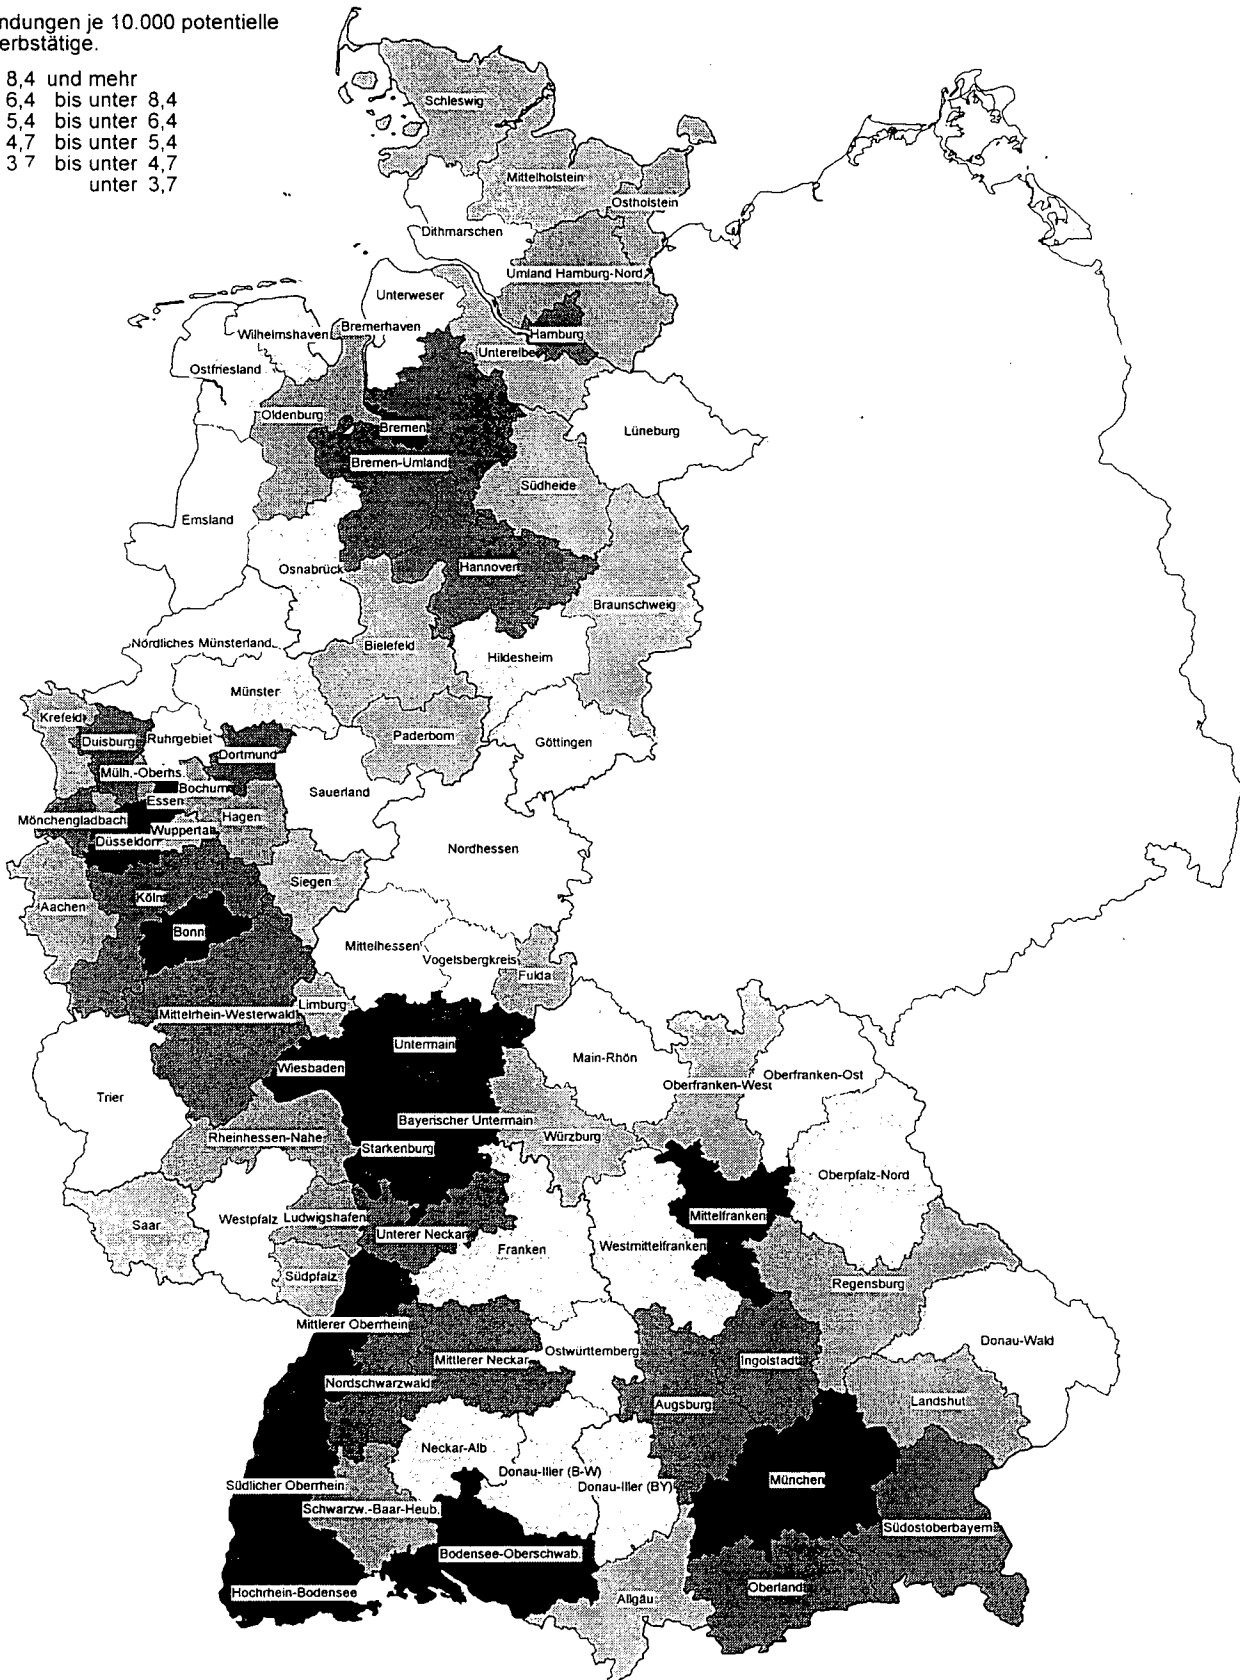 ndungen je 10.000 potentielle
erbstätige.
8,4 und mehr
6,4 bis unter 8,4
5,4 bis unter 6,4
4,7 bis unter 5,4
3 7 bis unter 4,7
unter 3,7
Schleswig
Mittelholstein
Ostholstein
Dithmarschen
Umland Hamburg-Nord
Unterweser
Bremerhaven
Wilhelmshaven
Hamburg
Unterelbe
Ostfriesland
Oldenburg
Bremen
Lüneburg
Bremen-Umland
Südheide
Emsland
Osnabrück
Hannover
Braunschweig
Nördliches Münsterland
Bielefeld
Hildesheim
Münster
Krefeld
Duisburg
Ruhrgebiet
Paderborn
Göttingen
Dortmund
Mülh.-Oberhs.
Bochum
Sauerland
Essen
Mönchengladbach
Hagen
Wuppertal
Düsseldorf
Nordhessen
Siegen
Köln
Aachen
Bonn
Mittelhessen
Vogelsbergkreis
Fulda
Limburg
Mittelrhein-Westerwald
Untermain
Main-Rhön
Wiesbaden
Oberfranken-West
Oberfranken-Ost
Trier
Bayerischer Untermain
Rheinhessen-Nahe
Würzburg
Starkenburg
Oberpfalz-Nord
Saar
Westpfalz
Ludwigshafen
Mittelfranken
Unterer Neckar
Franken
Westmittelfranken
Südpfalz
Regensburg
Mittlerer Oberrhein
Donau-Wald
Mittlerer Neckar
Ostwürttemberg
Ingolstadt
Nordschwarzwald
Augsburg
Landshut
Neckar-Alb
Donau-Iller (B-W)
Donau-Iller (BY)
München
Südlicher Oberrhein
Schwarzw.-Baar-Heub.
Südostoberbayern
Bodensee-Oberschwab.
Hochrhein-Bodensee
Allgäu
Oberland